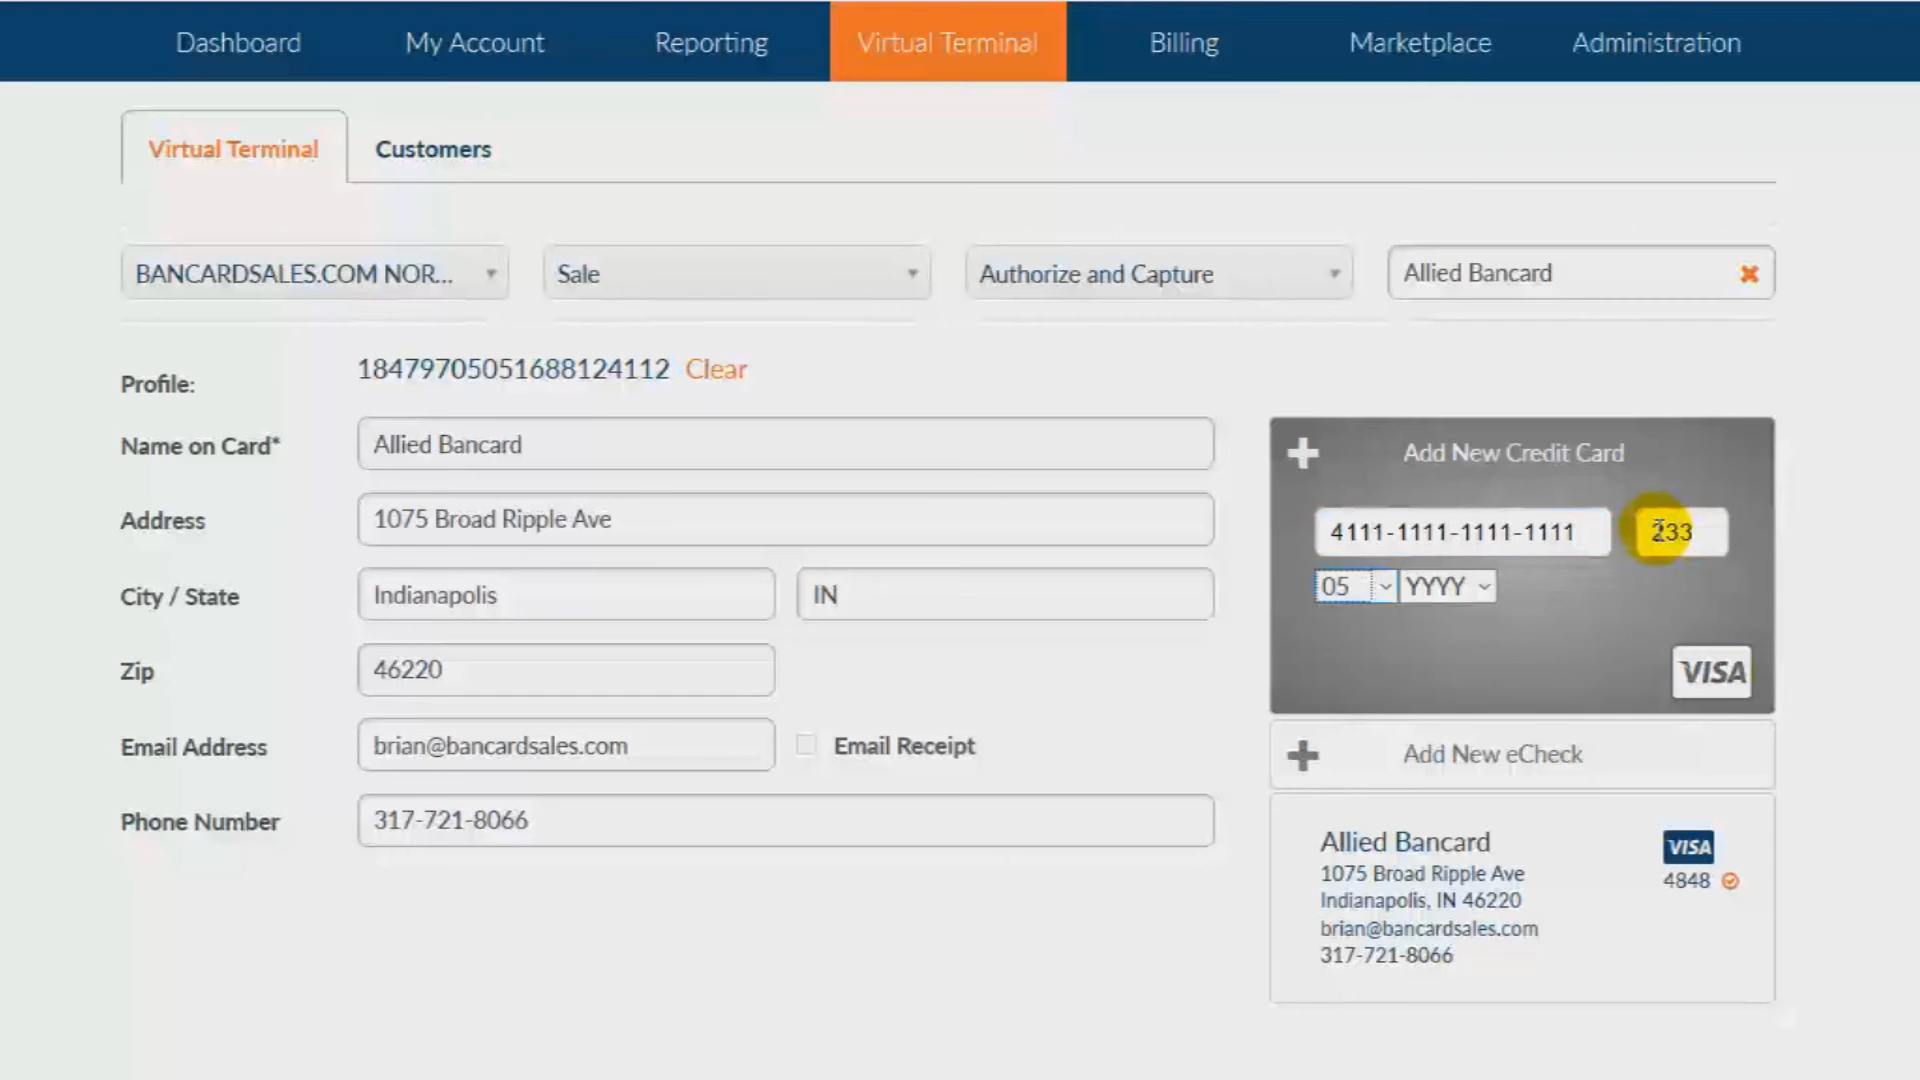 Dashboard My Account Reporting Virtual Terminal Billing Marketplace Administration
Virtual Terminal Customers
BANCARDSALES.COM NOR... Sale Authorize and Capture Allied Bancard
Profile: 18479705051688124112 Clear
Name on Card* Allied Bancard
Address 1075 Broad Ripple Ave
City / State Indianapolis IN
Zip 46220
Email Address brian@bancardsales.com Email Receipt
Phone Number 317-721-8066
Add New Credit Card
4111-1111-1111-1111 233
05 YYYY
VISA
Add New eCheck
Allied Bancard VISA
1075 Broad Ripple Ave 4848
Indianapolis, IN 46220
brian@bancardsales.com
317-721-8066